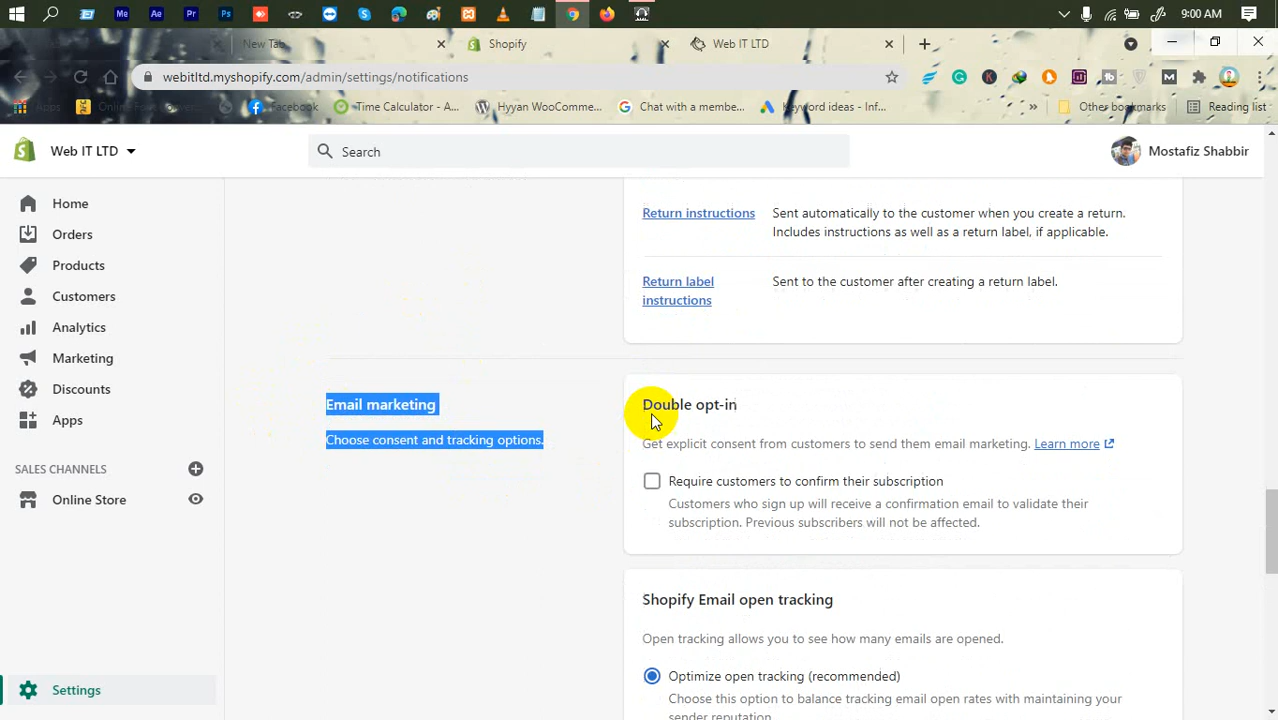 9:00 AM
New Tab
Shopify
Web IT LTD
webitltd.myshopify.com/admin/settings/notifications
Apps
Facebook
Time Calculator - A...
Hyyan WooComme...
Chat with a membe...
Keyword ideas - Inf...
Other bookmarks
Reading list
Web IT LTD
Search
Mostafiz Shabbir
Home
Orders
Products
Customers
Analytics
Marketing
Discounts
Apps
SALES CHANNELS
Online Store
Settings
Return instructions
Sent automatically to the customer when you create a return.
Includes instructions as well as a return label, if applicable.
Return label
instructions
Sent to the customer after creating a return label.
Email marketing
Choose consent and tracking options.
Double opt-in
Get explicit consent from customers to send them email marketing. Learn more
Require customers to confirm their subscription
Customers who sign up will receive a confirmation email to validate their
subscription. Previous subscribers will not be affected.
Shopify Email open tracking
Open tracking allows you to see how many emails are opened.
Optimize open tracking (recommended)
Choose this option to balance tracking email open rates with maintaining your
sender reputation